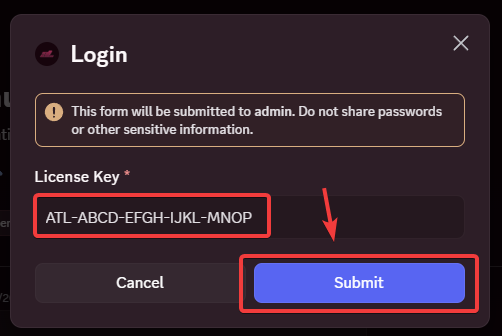 Login
This form will be submitted to admin. Do not share passwords
or other sensitive information.
License Key *
ATL-ABCD-EFGH-IJKL-MNOP
Cancel
Submit